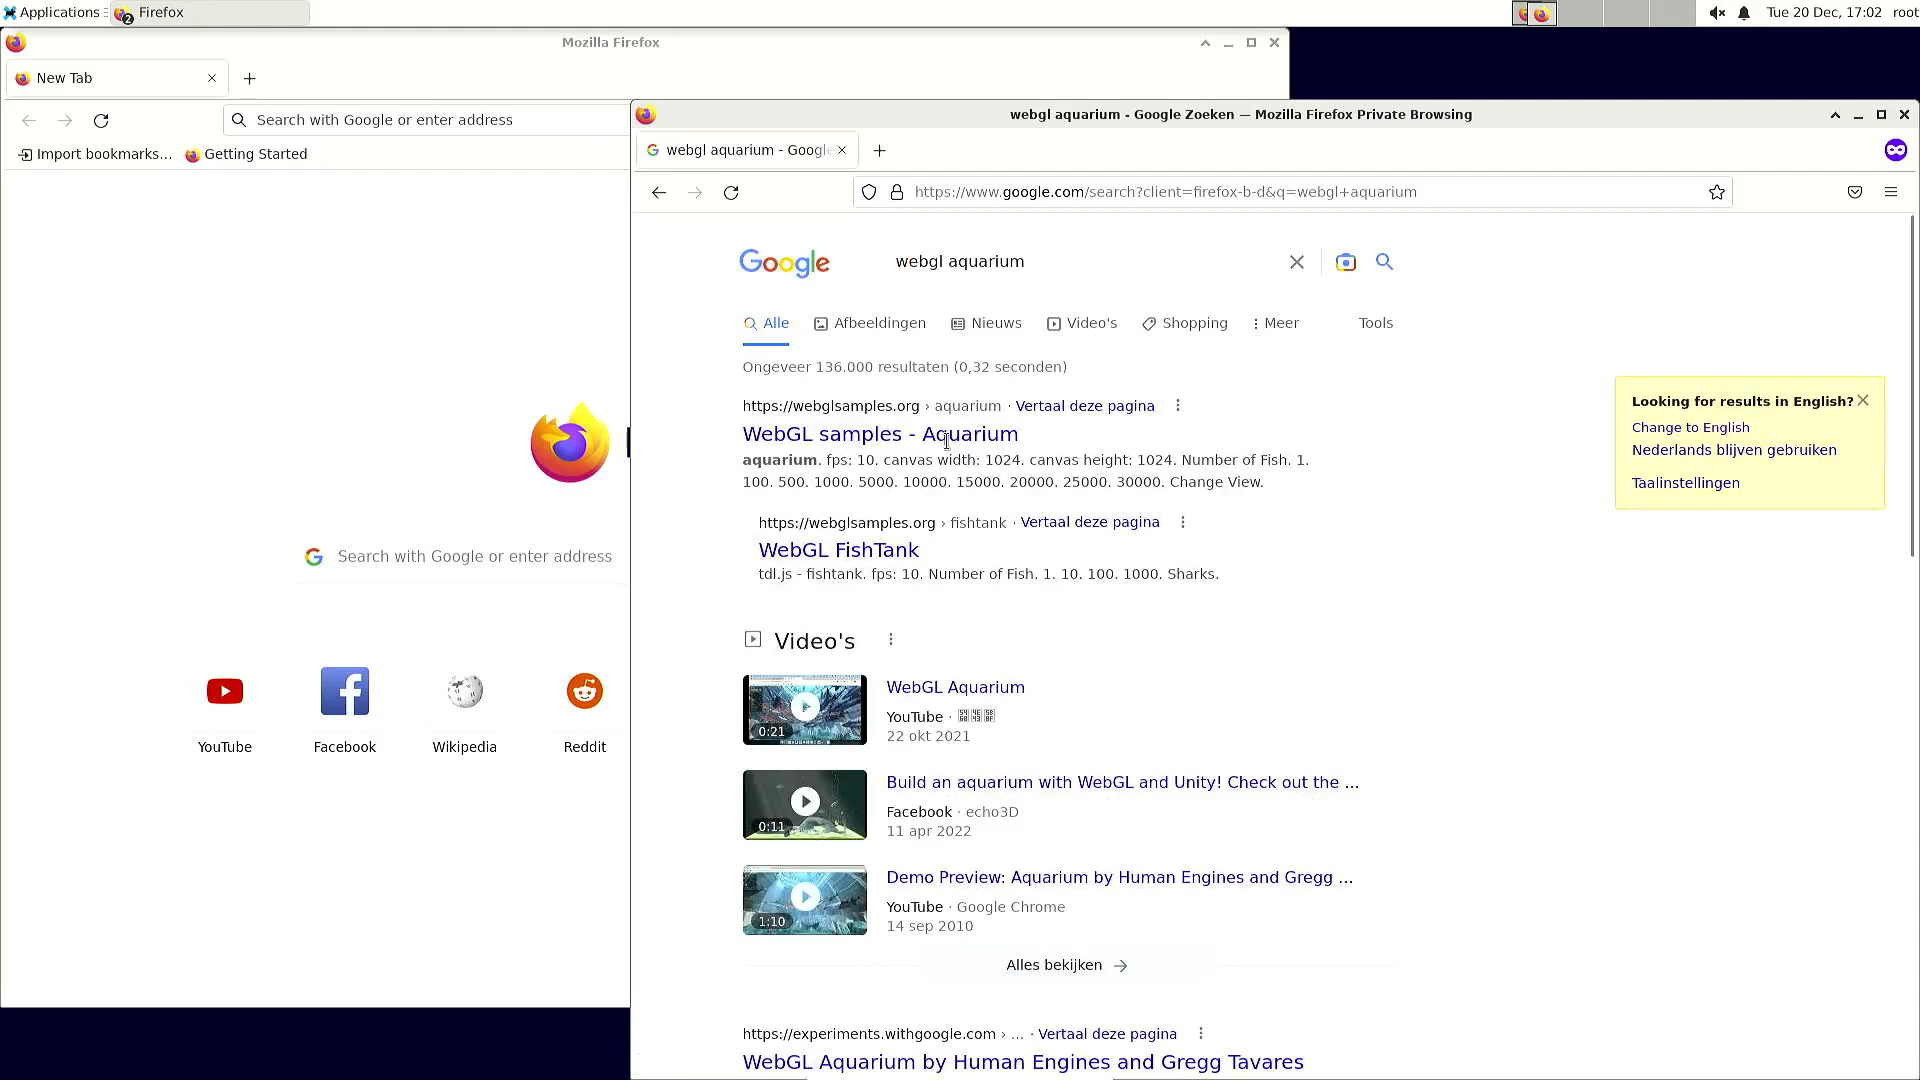 Applications
2
Firefox
Tue 20 Dec, 17:02
root
Mozilla Firefox
New Tab
Search with Google or enter address
Import bookmarks...
Getting Started
Search with Google or enter address
YouTube
Facebook
Wikipedia
Reddit
webgl aquarium - Google Zoeken — Mozilla Firefox Private Browsing
webgl aquarium - Google
https://www.google.com/search?client=firefox-b-d&q=webgl+aquarium
Google
webgl aquarium
Alle
Afbeeldingen
Nieuws
Video's
Shopping
Meer
Tools
Ongeveer 136.000 resultaten (0,32 seconden)
https://webglsamples.org › aquarium · Vertaal deze pagina
WebGL samples - Aquarium
aquarium. fps: 10. canvas width: 1024. canvas height: 1024. Number of Fish. 1.
100. 500. 1000. 5000. 10000. 15000. 20000. 25000. 30000. Change View.
https://webglsamples.org › fishtank · Vertaal deze pagina
WebGL FishTank
tdl.js - fishtank. fps: 10. Number of Fish. 1. 10. 100. 1000. Sharks.
Video's
0:21
WebGL Aquarium
YouTube ·
22 okt 2021
0:11
Build an aquarium with WebGL and Unity! Check out the ...
Facebook · echo3D
11 apr 2022
1:10
Demo Preview: Aquarium by Human Engines and Gregg ...
YouTube · Google Chrome
14 sep 2010
Alles bekijken
https://experiments.withgoogle.com › ... · Vertaal deze pagina
WebGL Aquarium by Human Engines and Gregg Tavares
Looking for results in English?
Change to English
Nederlands blijven gebruiken
Taalinstellingen